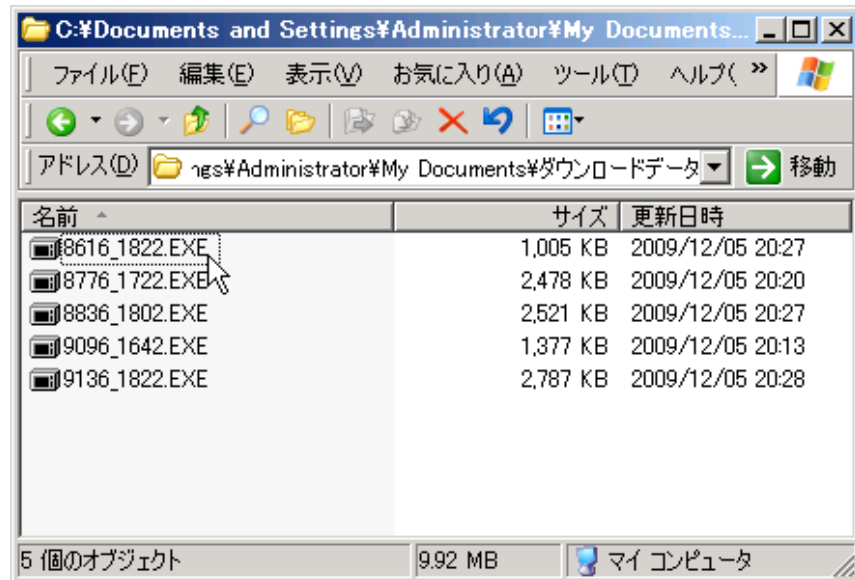 C:¥Documents and Settings¥Administrator¥My Documents...
ファイル(F) 編集(E) 表示(V) お気に入り(A) ツール(T) ヘルプ( »
アドレス(D) ngs¥Administrator¥My Documents¥ダウンロードデータ 移動
名前 サイズ 更新日時
8616_1822.EXE 1,005 KB 2009/12/05 20:27
8776_1722.EXE 2,478 KB 2009/12/05 20:20
8836_1802.EXE 2,521 KB 2009/12/05 20:27
9096_1642.EXE 1,377 KB 2009/12/05 20:13
9136_1822.EXE 2,787 KB 2009/12/05 20:28
5 個のオブジェクト 9.92 MB マイ コンピュータ